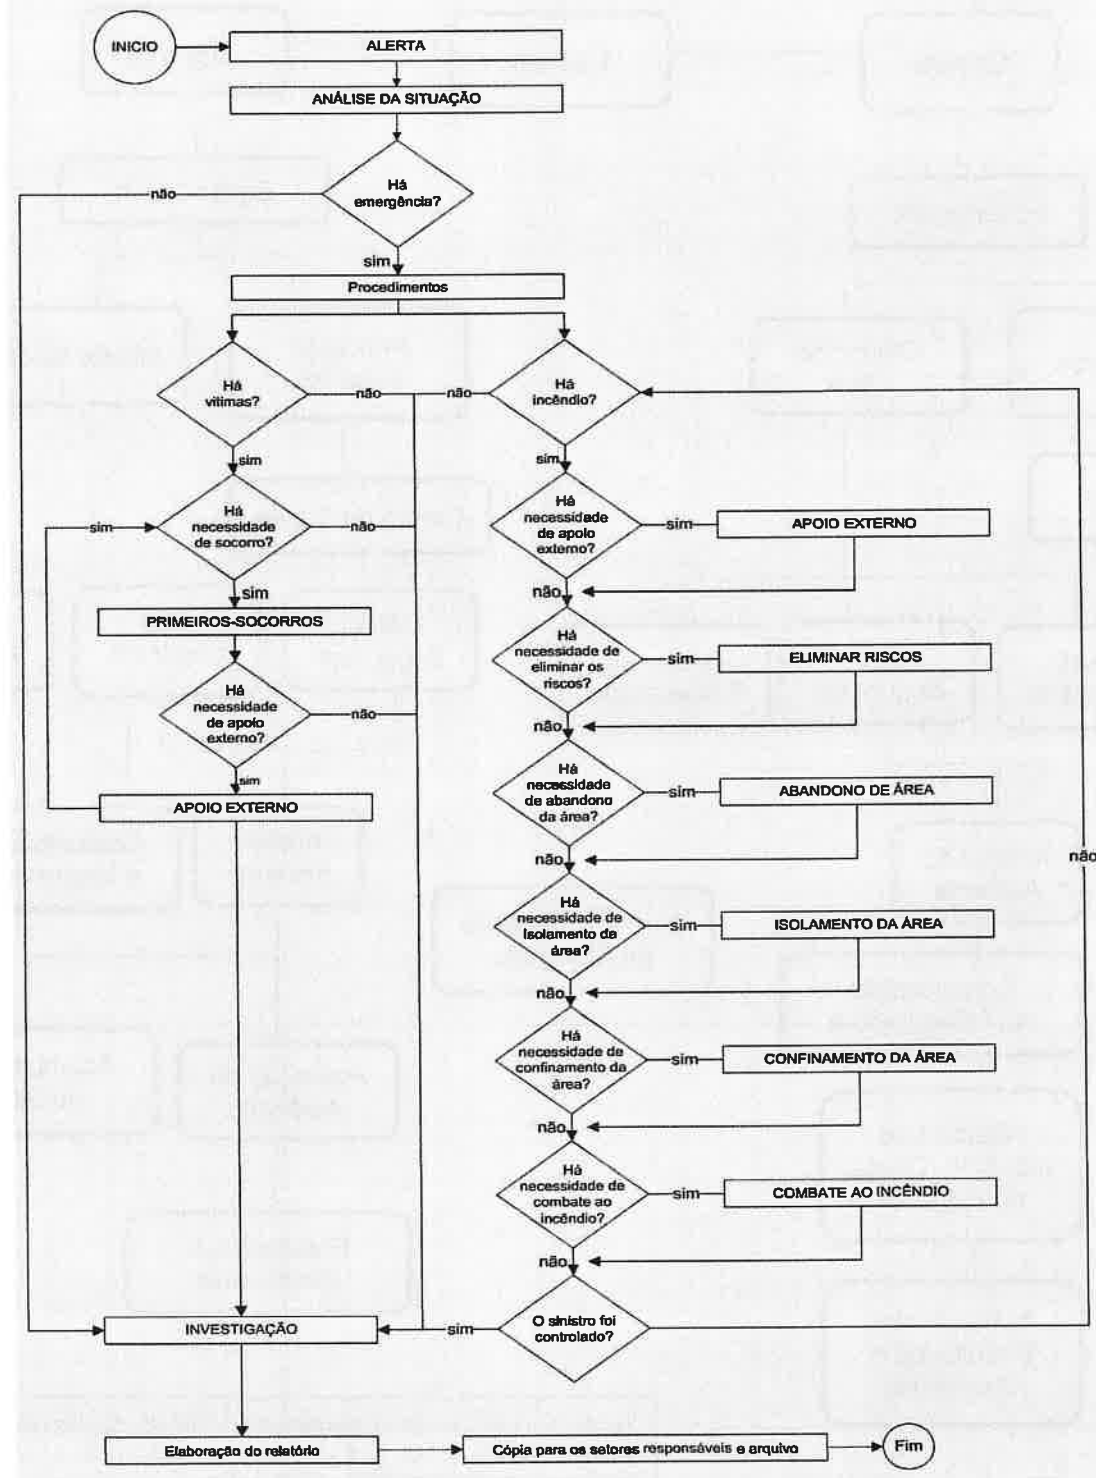 INICIO
ALERTA
ANÁLISE DA SITUAÇÃO
Há
emergência?
não
sim
Procedimentos
Há
vitimas?
não
não
Há
incêndio?
sim
sim
Há
necessidade
de socorro?
sim
não
Há
necessidade
de apoio
externo?
sim
APOIO EXTERNO
sim
não
PRIMEIROS-SOCORROS
Há
necessidade de
eliminar os
riscos?
sim
ELIMINAR RISCOS
Há
necessidade
de apoio
externo?
não
não
sim
Há
necessidade
de abandono
da área?
sim
ABANDONO DE ÁREA
APOIO EXTERNO
não
não
Há
necessidade de
isolamento da
área?
sim
ISOLAMENTO DA ÁREA
não
Há
necessidade de
confinamento da
área?
sim
CONFINAMENTO DA ÁREA
não
Há
necessidade de
combate ao
incêndio?
sim
COMBATE AO INCÊNDIO
não
O sinistro foi
controlado?
sim
INVESTIGAÇÃO
Elaboração do relatório
Cópia para os setores responsáveis e arquivo
Fim